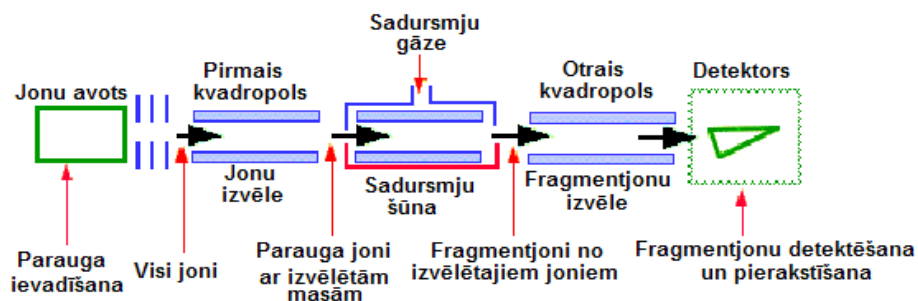 Sadursmju
gāze
Pirmais
kvadropols
Otrais
kvadropols
Detektors
Jonu avots
Jonu
izvēle
Sadursmju
šūna
Fragmentjonu
izvēle
Parauga
ievadīšana
Visi joni
Parauga joni
ar izvēlētām
masām
Fragmentjoni no
izvēlētajiem joniem
Fragmentjonu detektēšana
un pierakstīšana